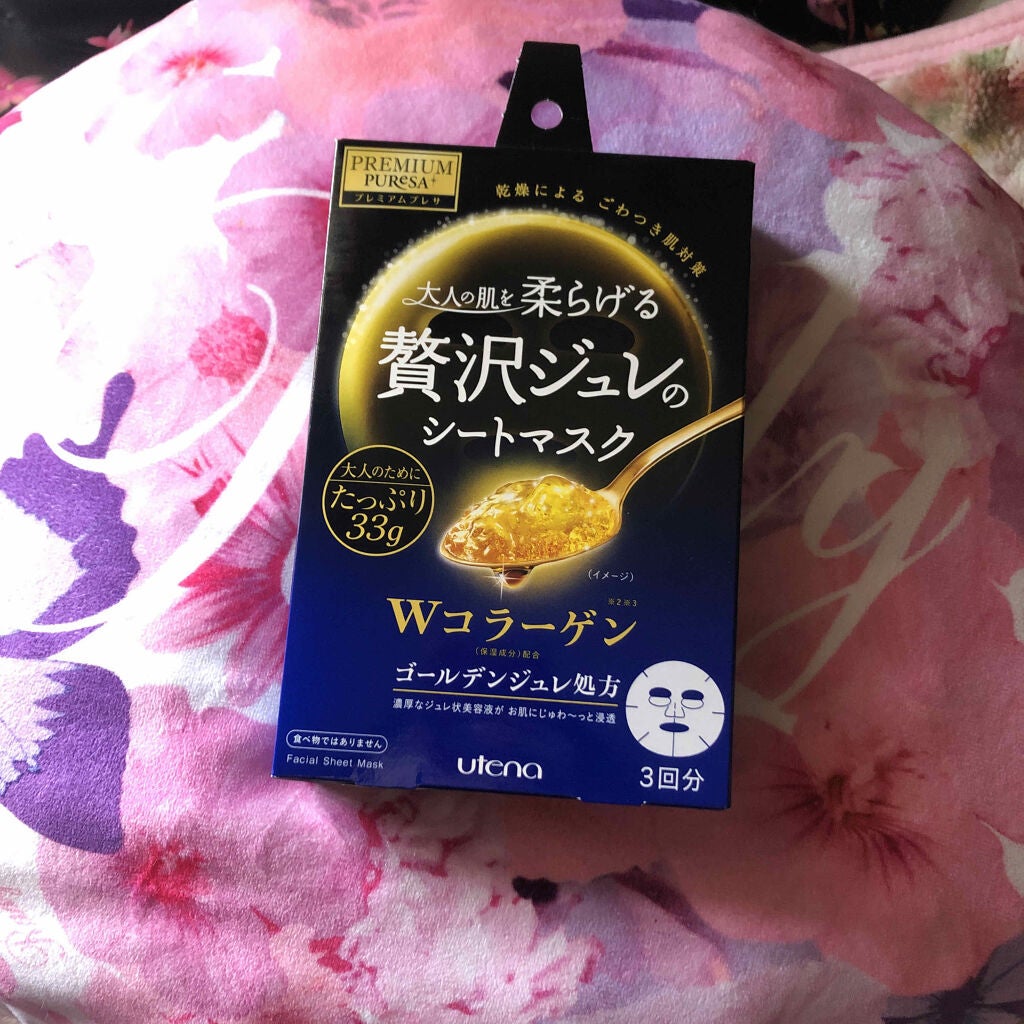 PREMIUM
PUReSA
プレミアムプレサ
乾燥による ごわつき肌対策
大人の肌を 柔らげる
贅沢ジュレの
シートマスク
大人のために
たっぷり
33g
(イメージ)
※2※3
Wコラーゲン
(保湿成分)配合
ゴールデンジュレ処方
濃厚なジュレ状美容液が お肌にじゅわ〜っと浸透
食べ物ではありません
Facial Sheet Mask
utena
3回分